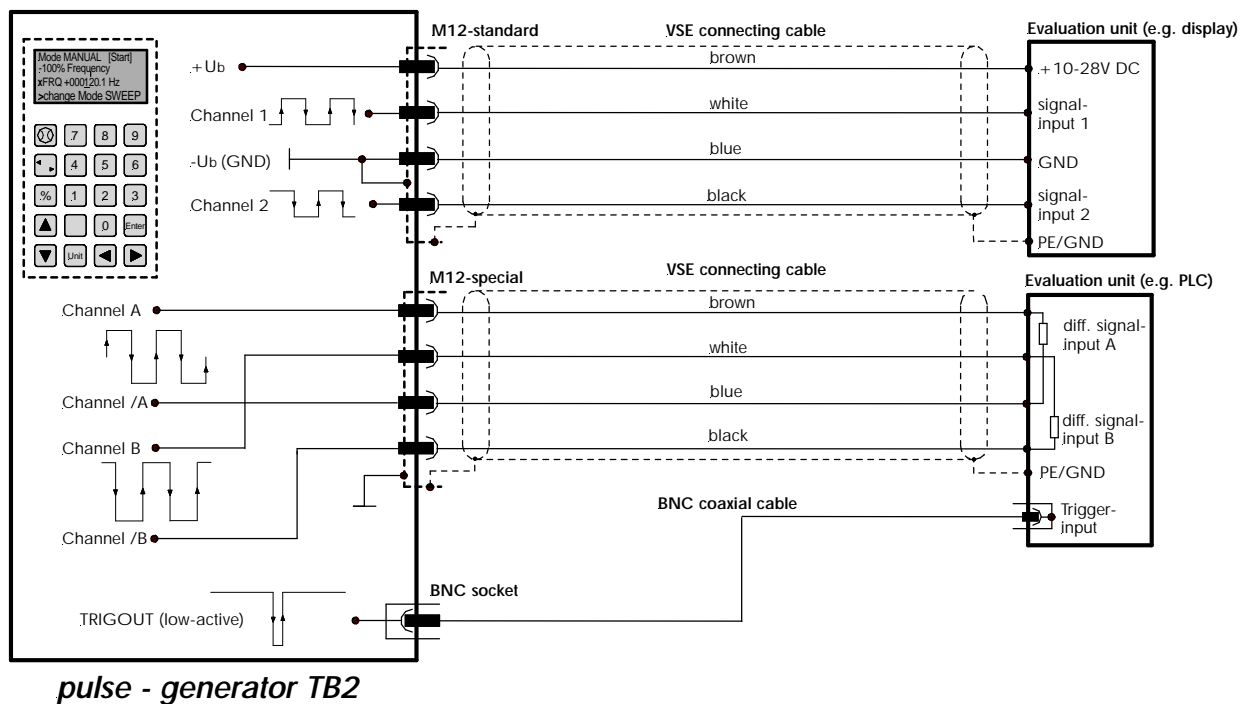 M12-standard
VSE connecting cable
Evaluation unit (e.g. display)
Mode MANUAL [Start]
-100% Frequency
xFRQ +000120.1 Hz
>change Mode SWEEP
7 8 9
4 5 6
% 1 2 3
0 Enter
Unit
+Ub
Channel 1
-Ub (GND)
Channel 2
brown
white
blue
black
+10-28V DC
signal-
input 1
GND
signal-
input 2
PE/GND
M12-special
VSE connecting cable
Evaluation unit (e.g. PLC)
Channel A
Channel /A
Channel B
Channel /B
brown
white
blue
black
diff. signal-
input A
diff. signal-
input B
PE/GND
BNC coaxial cable
Trigger-
input
BNC socket
TRIGOUT (low-active)
pulse - generator TB2